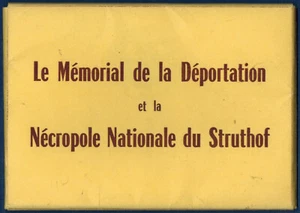 Le Mémorial de la Déportation
et la
Nécropole Nationale du Struthof